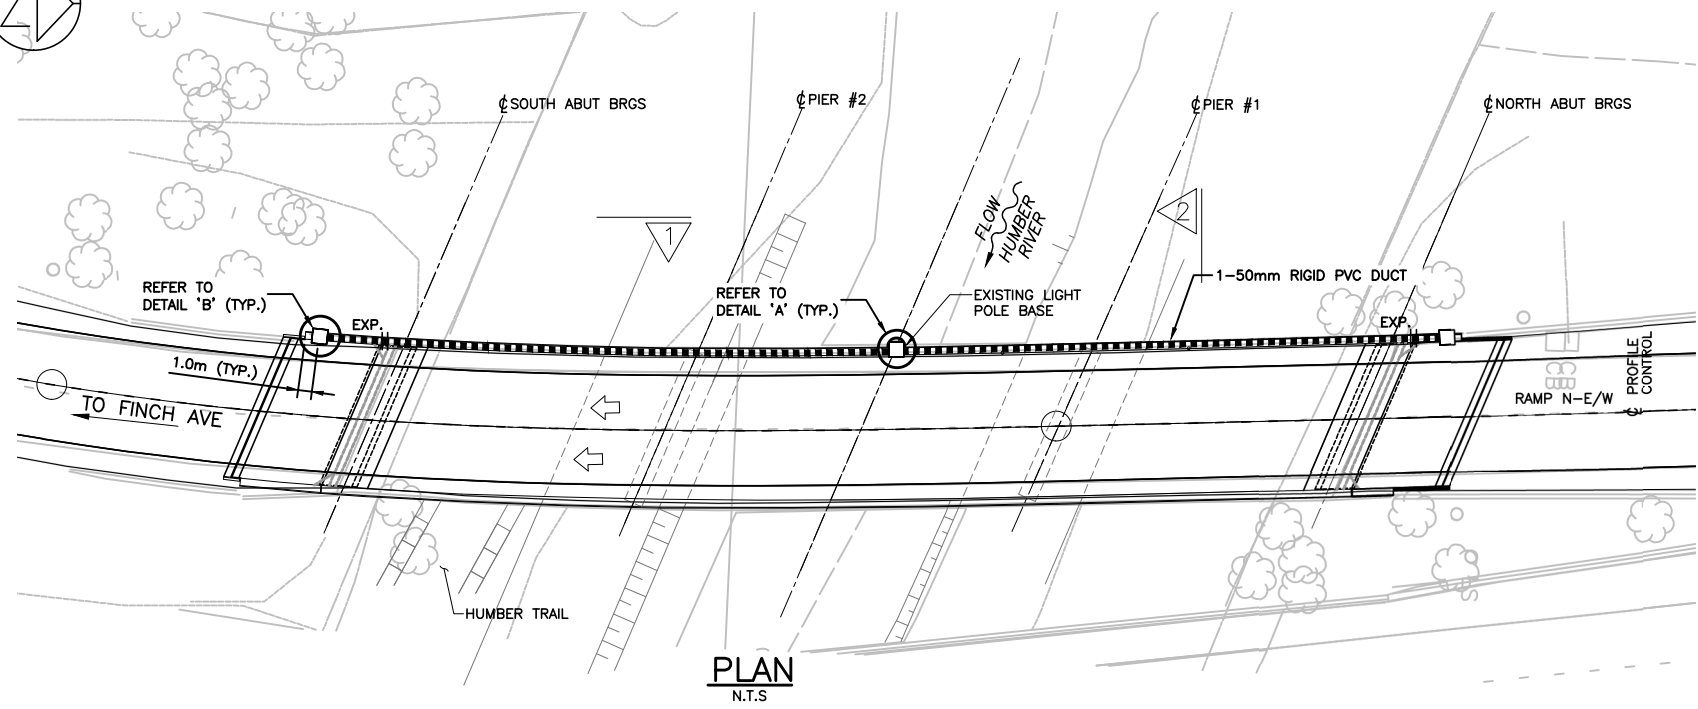 ℄ SOUTH ABUT BRGS
℄ PIER #2
℄ PIER #1
℄ NORTH ABUT BRGS
1
2
FLOW
HUMBER
RIVER
REFER TO
DETAIL 'B' (TYP.)
EXP.
1.0m (TYP.)
REFER TO
DETAIL 'A' (TYP.)
EXISTING LIGHT
POLE BASE
1-50mm RIGID PVC DUCT
EXP.
TO FINCH AVE
RAMP N-E/W
℄ PROFILE
CONTROL
CB
CB
HUMBER TRAIL
PLAN
N.T.S